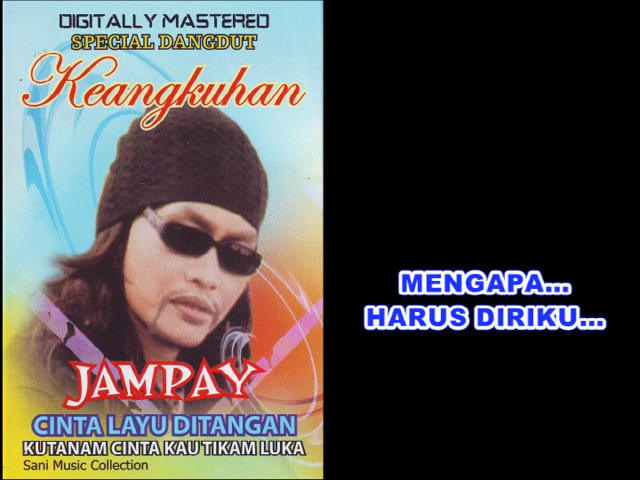 DIGITALLY MASTERED
SPECIAL DANGDUT
Keangkuhan
JAMPAY
CINTA LAYU DITANGAN
KUTANAM CINTA KAU TIKAM LUKA
Sani Music Collection
MENGAPA...
HARUS DIRIKU...